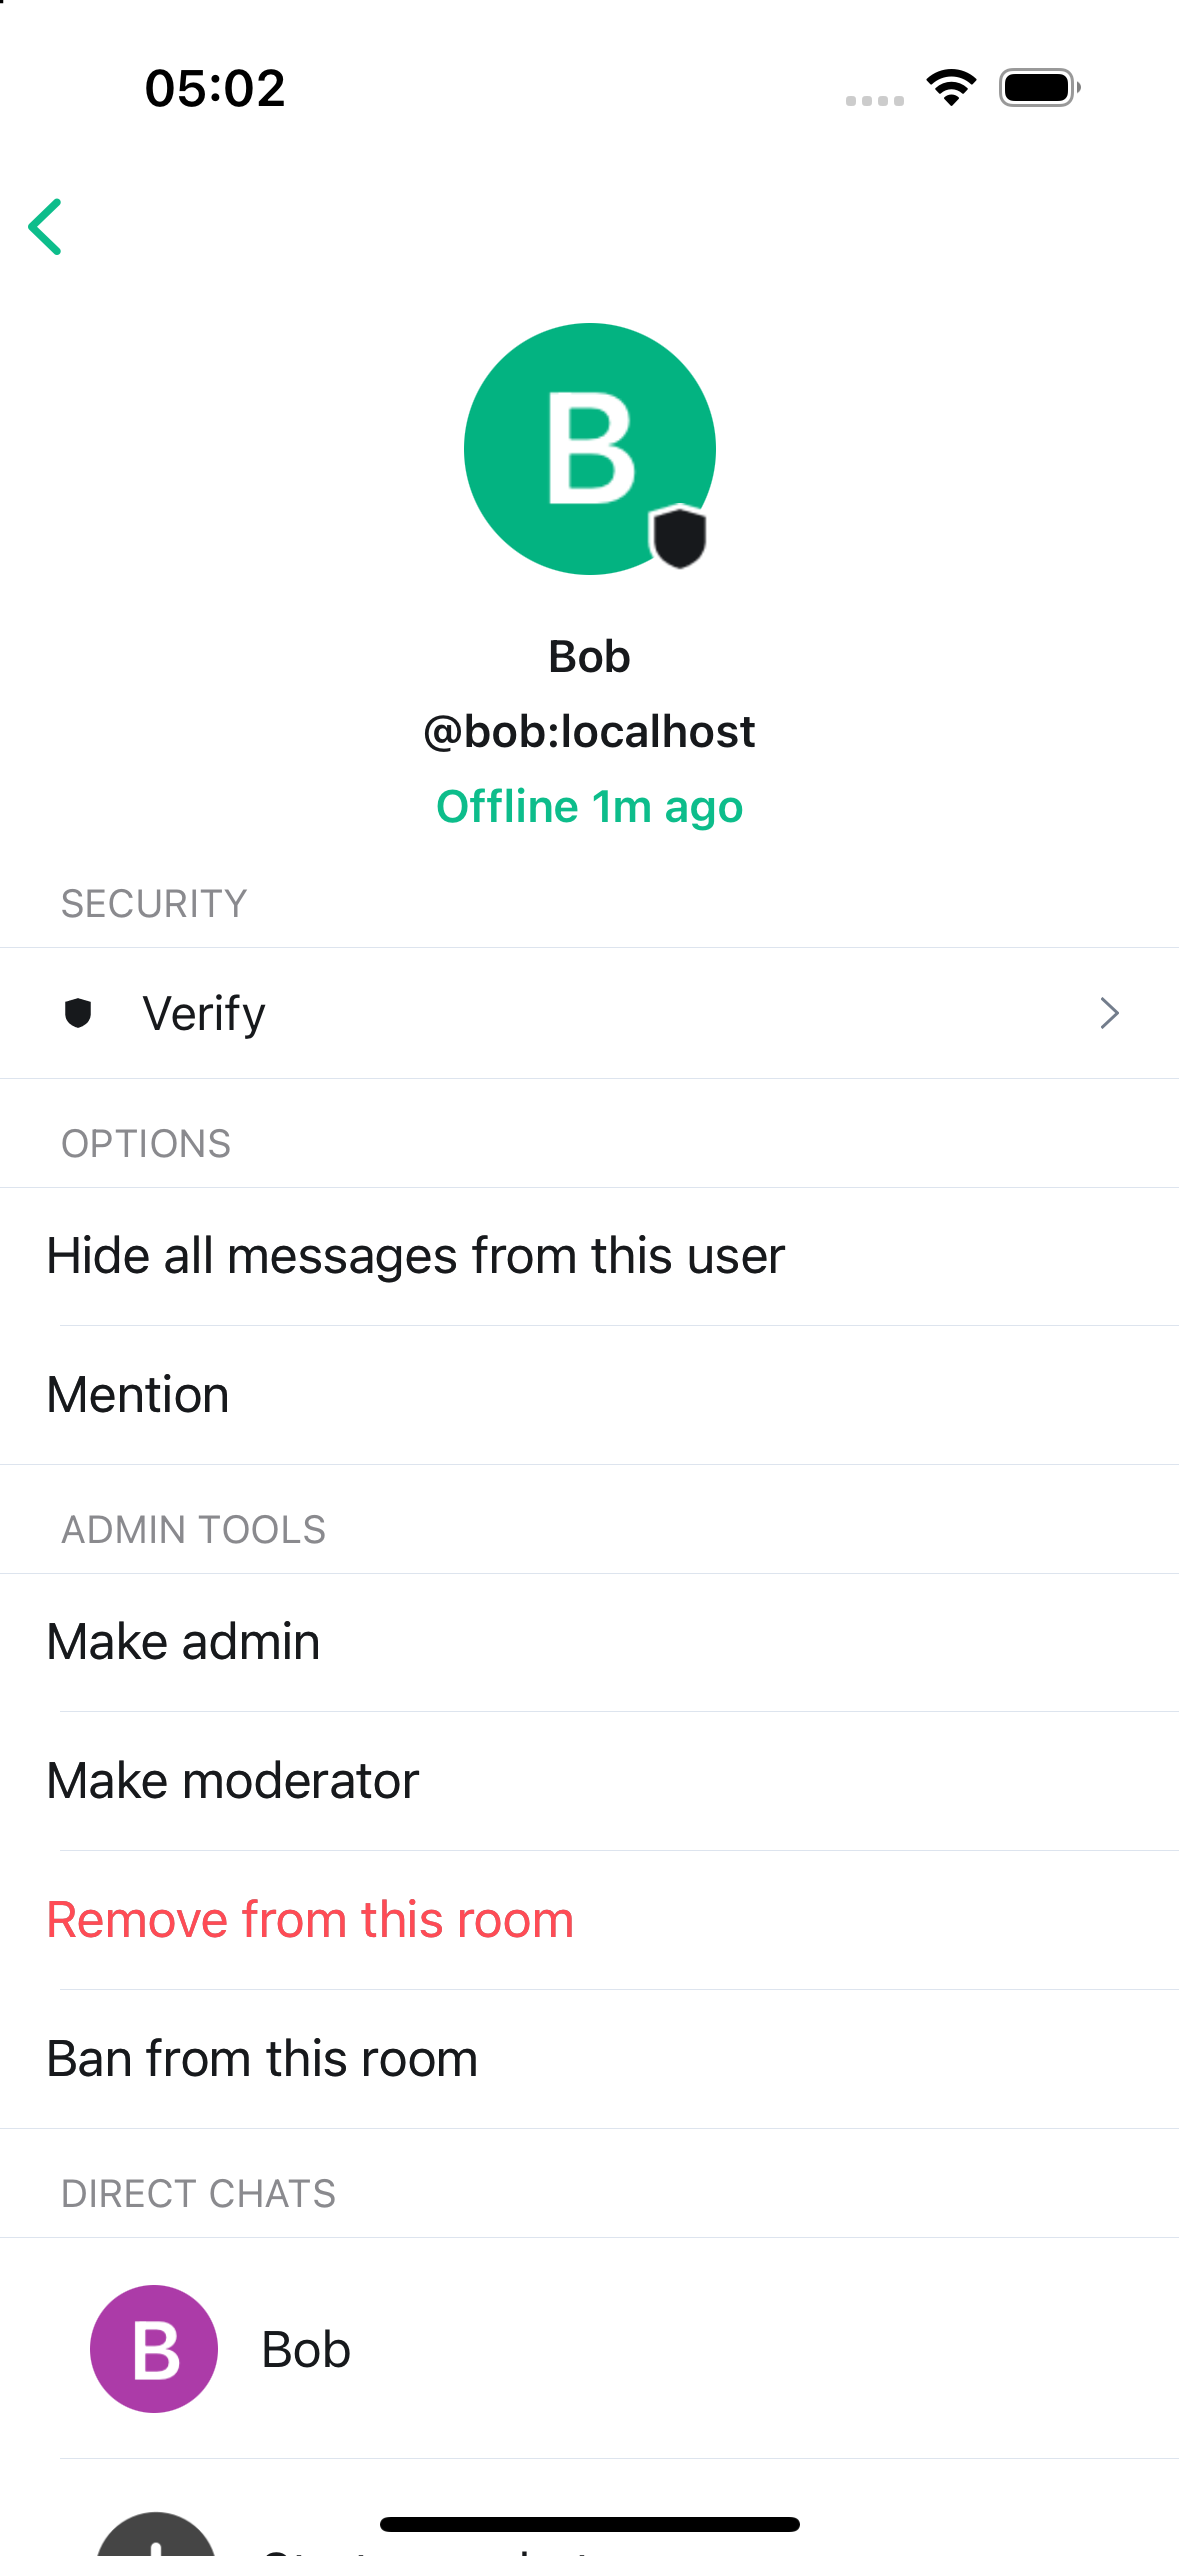 05:02
B
Bob
@bob:localhost
Offline 1m ago
SECURITY
Verify
OPTIONS
Hide all messages from this user
Mention
ADMIN TOOLS
Make admin
Make moderator
Remove from this room
Ban from this room
DIRECT CHATS
B
Bob